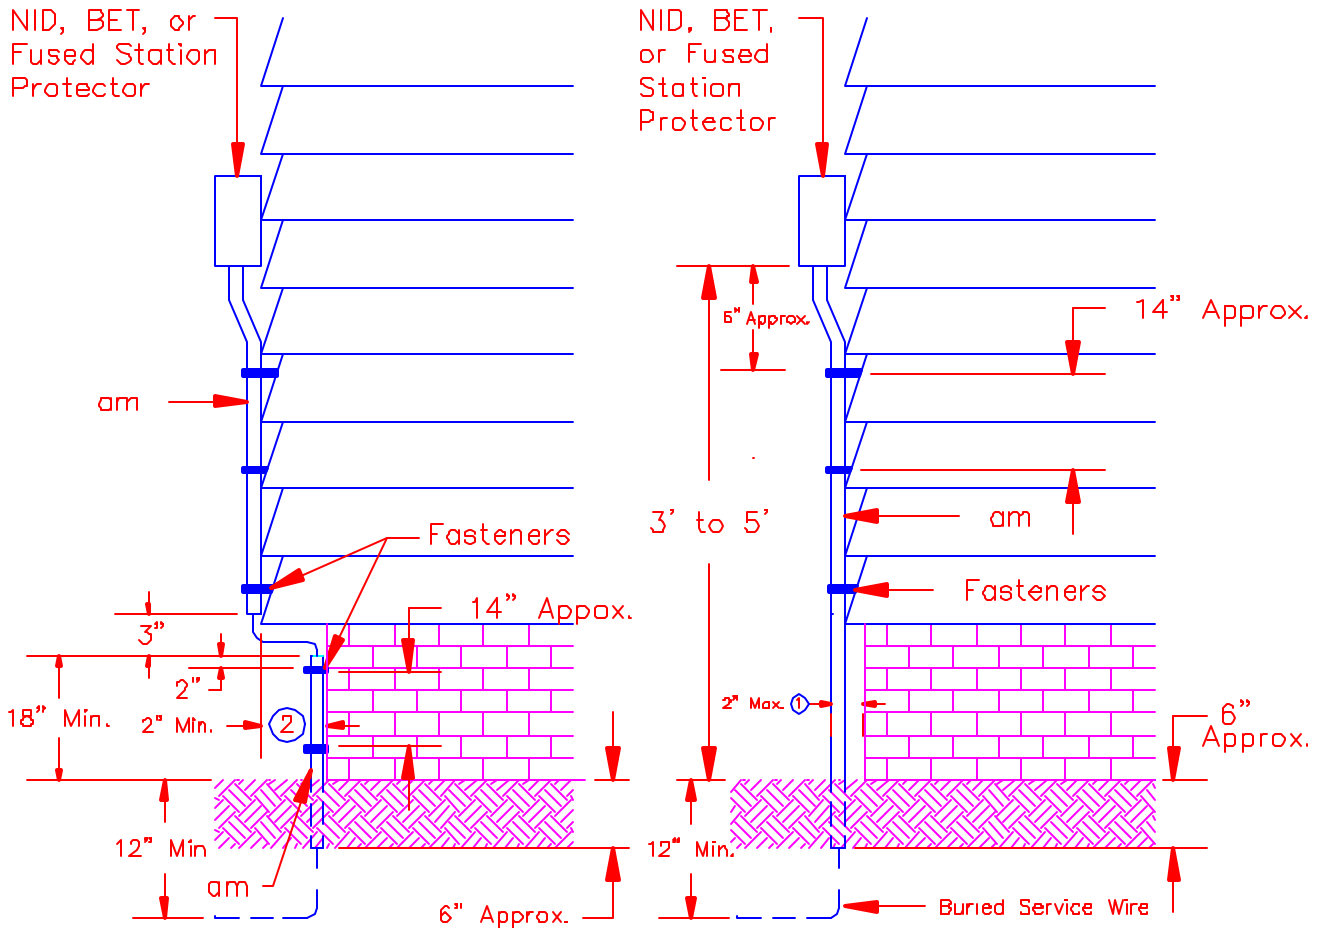 NID, BET, or
Fused Station
Protector
am
Fasteners
14" Appox.
3"
2"
18" Min.
2" Min.
2
12" Min
am
6" Approx.
NID, BET,
or Fused
Station
Protector
6" Approx.
14" Approx.
3' to 5'
am
Fasteners
2" Max.
1
6"
Approx.
12" Min.
Buried Service Wire